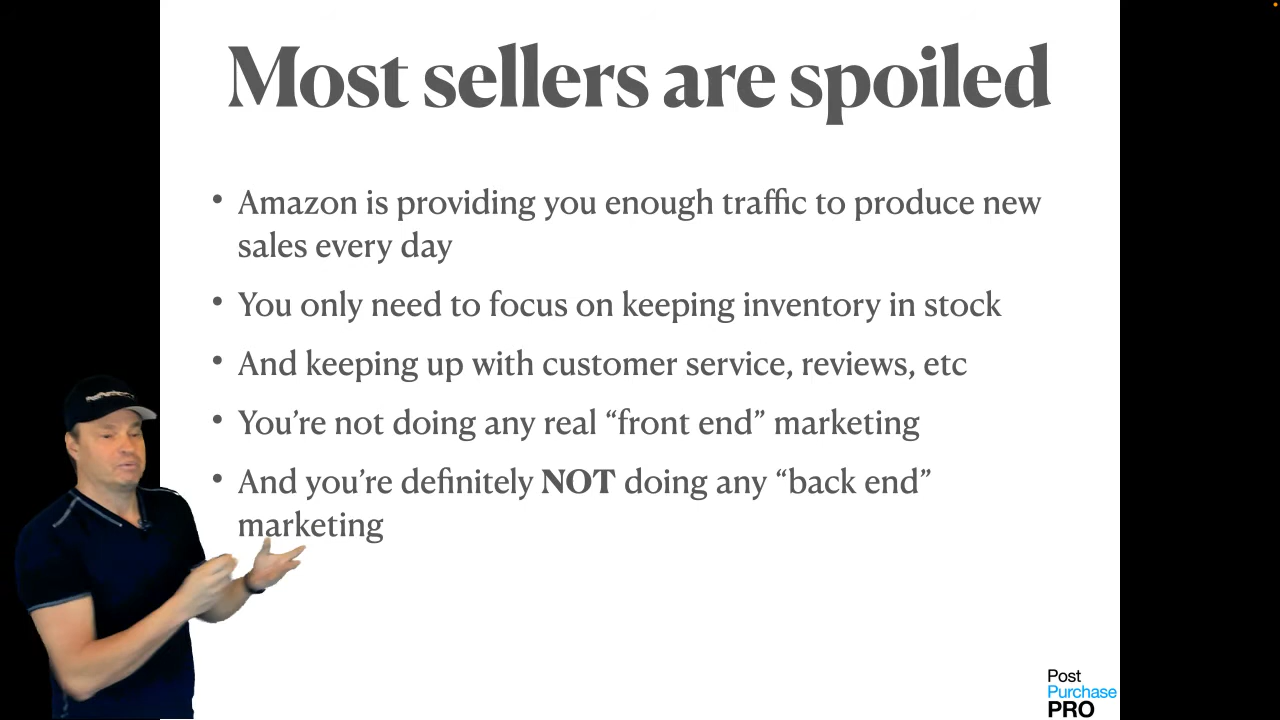 Most sellers are spoiled
• Amazon is providing you enough traffic to produce new
sales every day
• You only need to focus on keeping inventory in stock
• And keeping up with customer service, reviews, etc
• You’re not doing any real “front end” marketing
• And you’re definitely NOT doing any “back end”
marketing
Post
Purchase
PRO